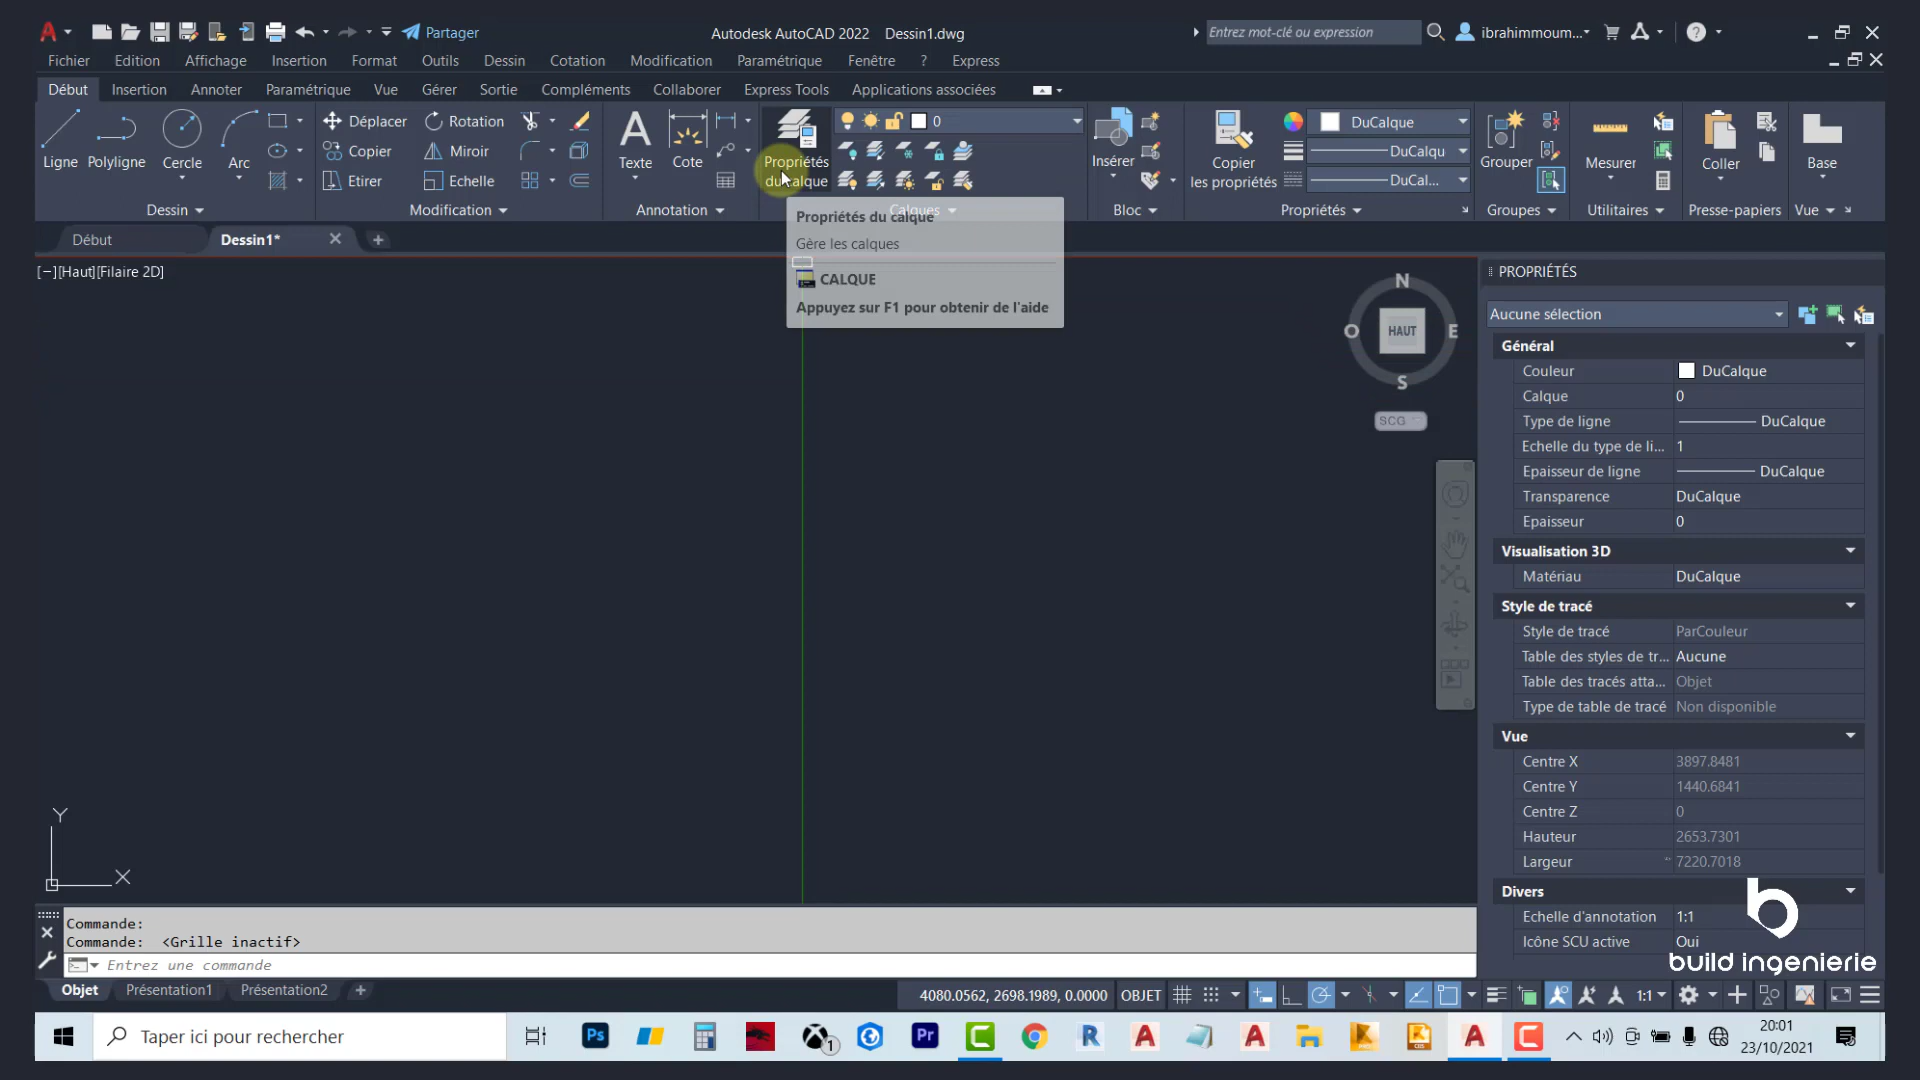 Partager
Autodesk AutoCAD 2022 Dessin1.dwg
Entrez mot-clé ou expression
ibrahimmoum...
Fichier Edition Affichage Insertion Format Outils Dessin Cotation Modification Paramétrique Fenêtre ? Express
Début Insertion Annoter Paramétrique Vue Gérer Sortie Compléments Collaborer Express Tools Applications associées
Ligne Polyligne Cercle Arc
Déplacer Rotation
Copier Miroir
Etirer Echelle
Texte Cote
Propriétés
du calque
0
Insérer
Copier
les propriétés
DuCalque
DuCalqu
DuCal...
Grouper
Mesurer
Coller
Base
Dessin Modification Annotation Calques Bloc Propriétés Groupes Utilitaires Presse-papiers Vue
Début Dessin1*
Propriétés du calque
Gère les calques
CALQUE
Appuyez sur F1 pour obtenir de l'aide
[−][Haut][Filaire 2D]
N
O HAUT E
S
SCG
PROPRIÉTÉS
Aucune sélection
Général
Couleur DuCalque
Calque 0
Type de ligne DuCalque
Echelle du type de li... 1
Epaisseur de ligne DuCalque
Transparence DuCalque
Epaisseur 0
Visualisation 3D
Matériau DuCalque
Style de tracé
Style de tracé ParCouleur
Table des styles de tr... Aucune
Table des tracés atta... Objet
Type de table de tracé Non disponible
Vue
Centre X 3897.8481
Centre Y 1440.6841
Centre Z 0
Hauteur 2653.7301
Largeur 7220.7018
Divers
Echelle d'annotation 1:1
Icône SCU active Oui
build ingenierie
Y
X
Commande:
Commande: <Grille inactif>
Entrez une commande
Objet Présentation1 Présentation2
4080.0562, 2698.1989, 0.0000 OBJET 1:1
Taper ici pour rechercher
Ps
1
Pr
C
R
A
A
A
C
20:01
23/10/2021